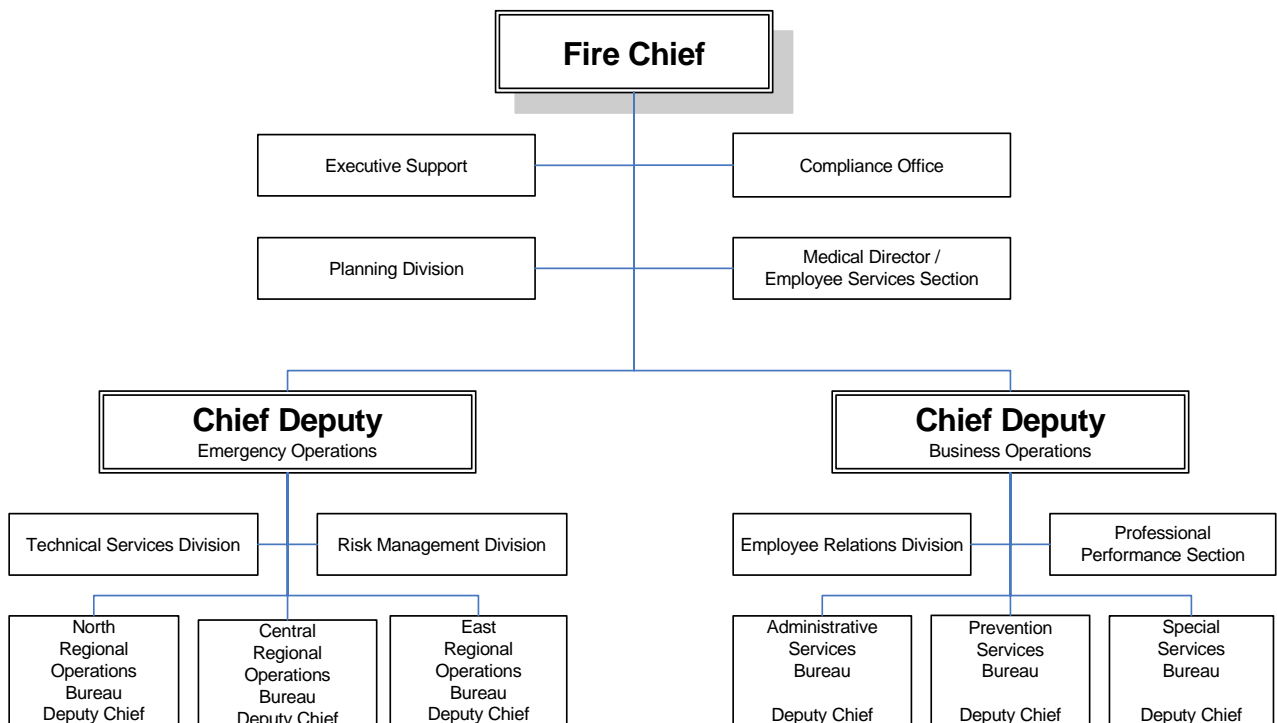 Fire Chief
Executive Support
Compliance Office
Planning Division
Medical Director /
Employee Services Section
Chief Deputy
Emergency Operations
Chief Deputy
Business Operations
Technical Services Division
Risk Management Division
Employee Relations Division
Professional
Performance Section
North
Regional
Operations
Bureau
Deputy Chief
Central
Regional
Operations
Bureau
Deputy Chief
East
Regional
Operations
Bureau
Deputy Chief
Administrative
Services
Bureau
Deputy Chief
Prevention
Services
Bureau
Deputy Chief
Special
Services
Bureau
Deputy Chief